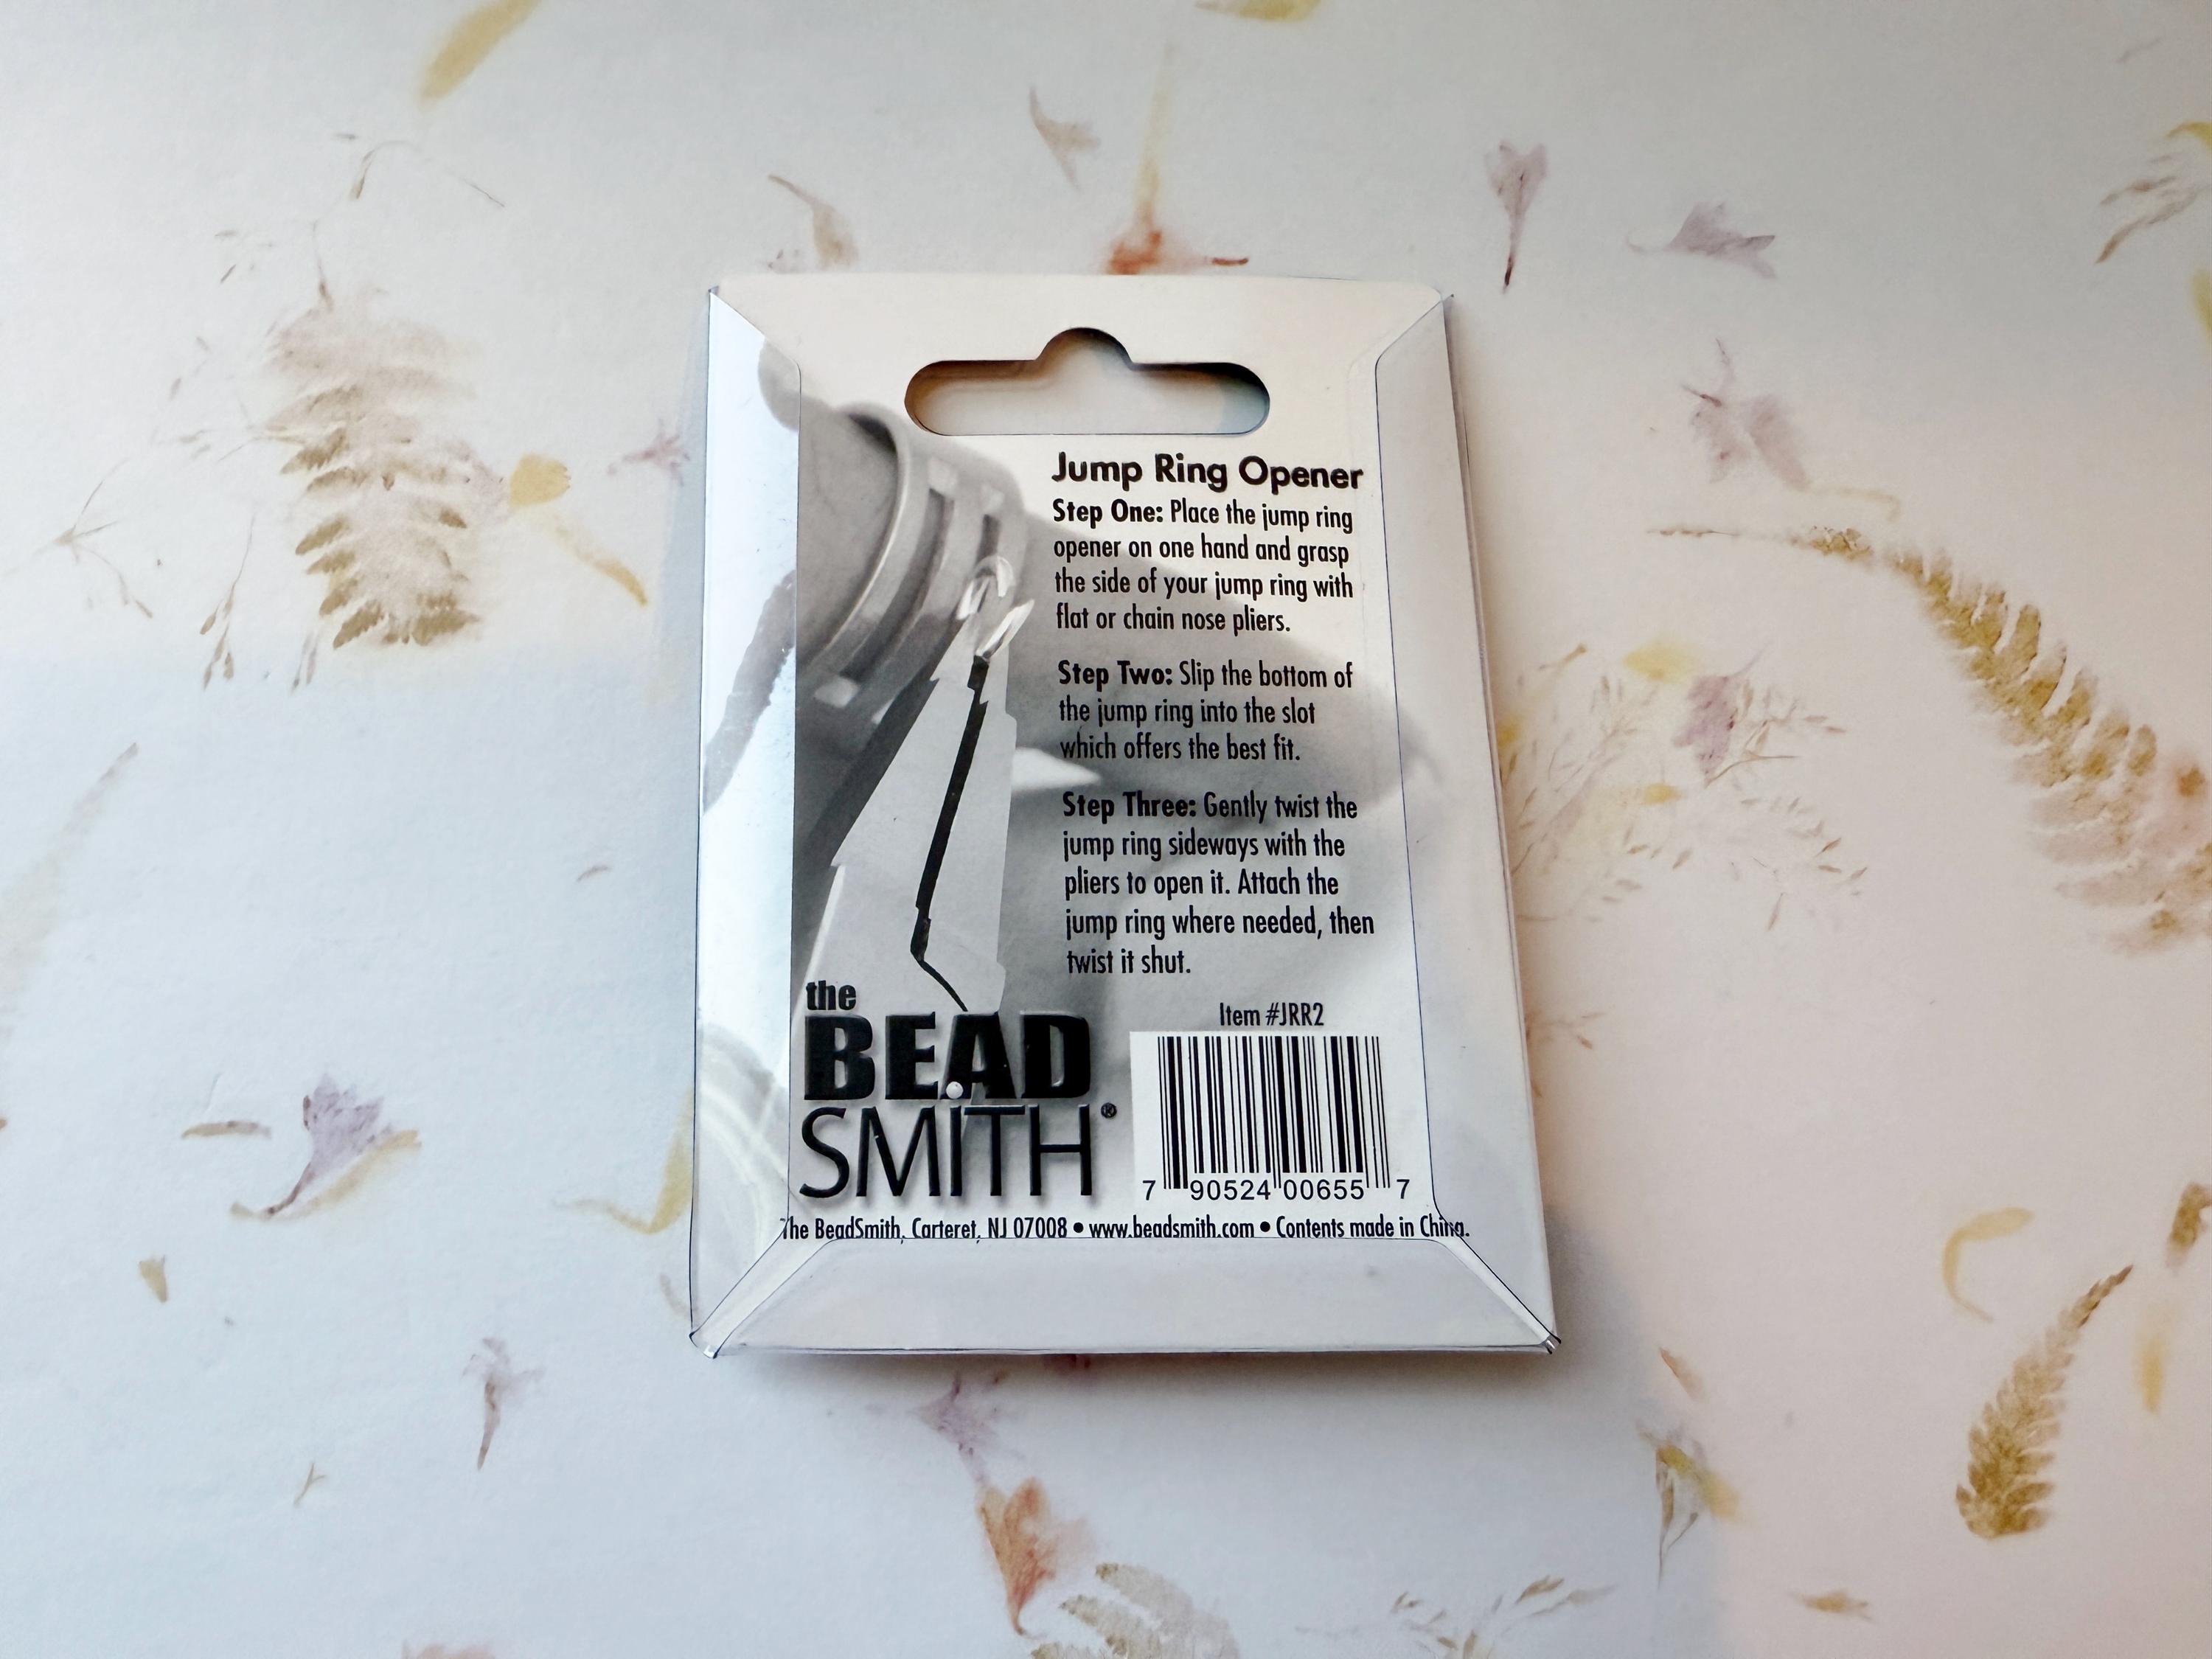 Jump Ring Opener
Step One: Place the jump ring
opener on one hand and grasp
the side of your jump ring with
flat or chain nose pliers.
Step Two: Slip the bottom of
the jump ring into the slot
which offers the best fit.
Step Three: Gently twist the
jump ring sideways with the
pliers to open it. Attach the
jump ring where needed, then
twist it shut.
the
BEAD
SMiTH®
Item #JRR2
7 90524 00655 7
The BeadSmith, Carteret, NJ 07008 • www.beadsmith.com • Contents made in China.